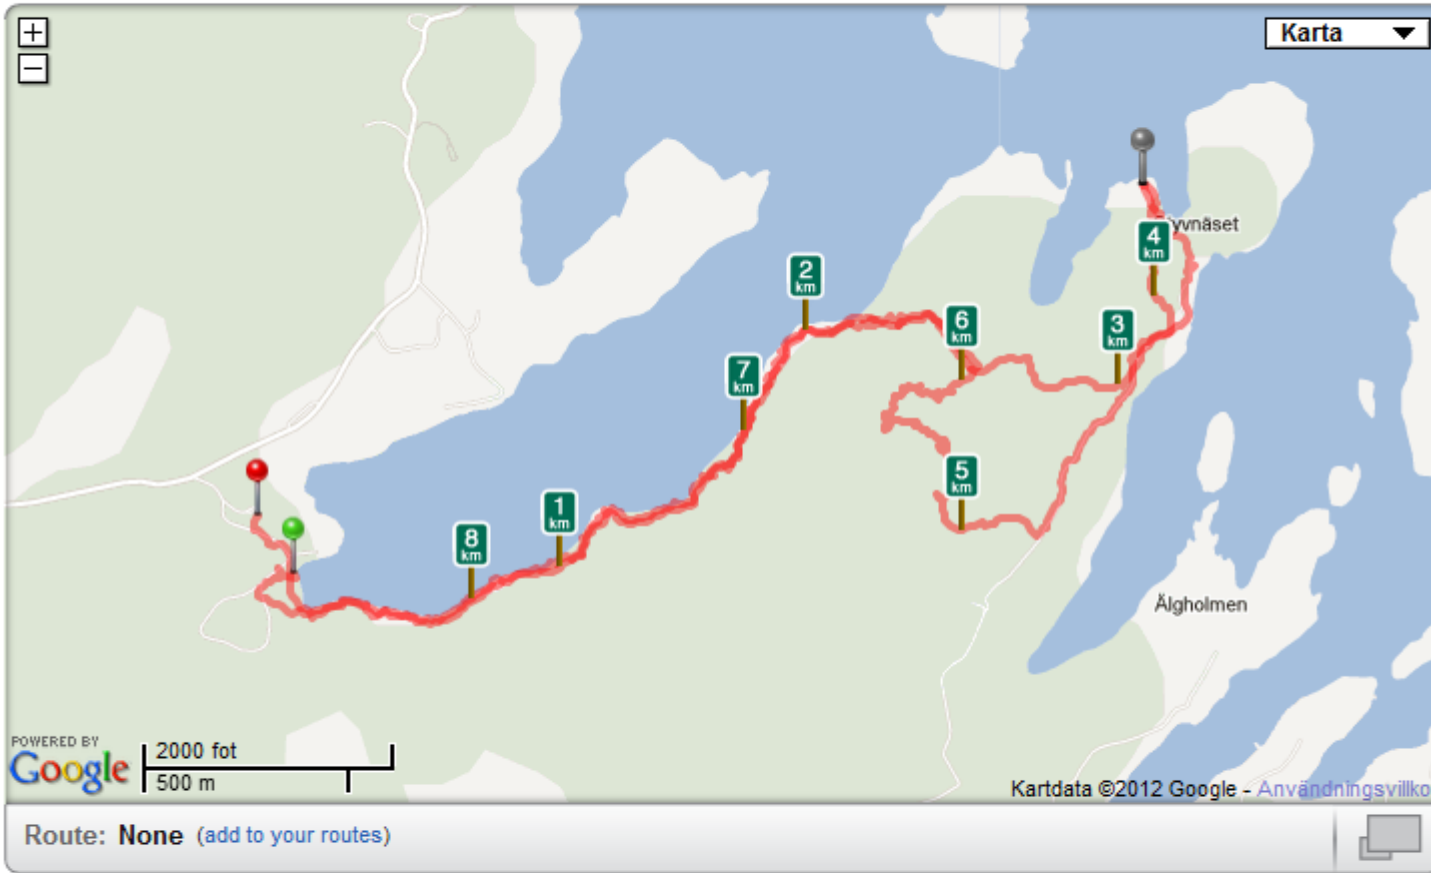 +
Karta
−
yvnäset
4
km
2
km
6
km
3
km
7
km
5
km
1
km
8
km
Älgholmen
POWERED BY
Google
2000 fot
500 m
Kartdata ©2012 Google - Användningsvillko
Route: None (add to your routes)